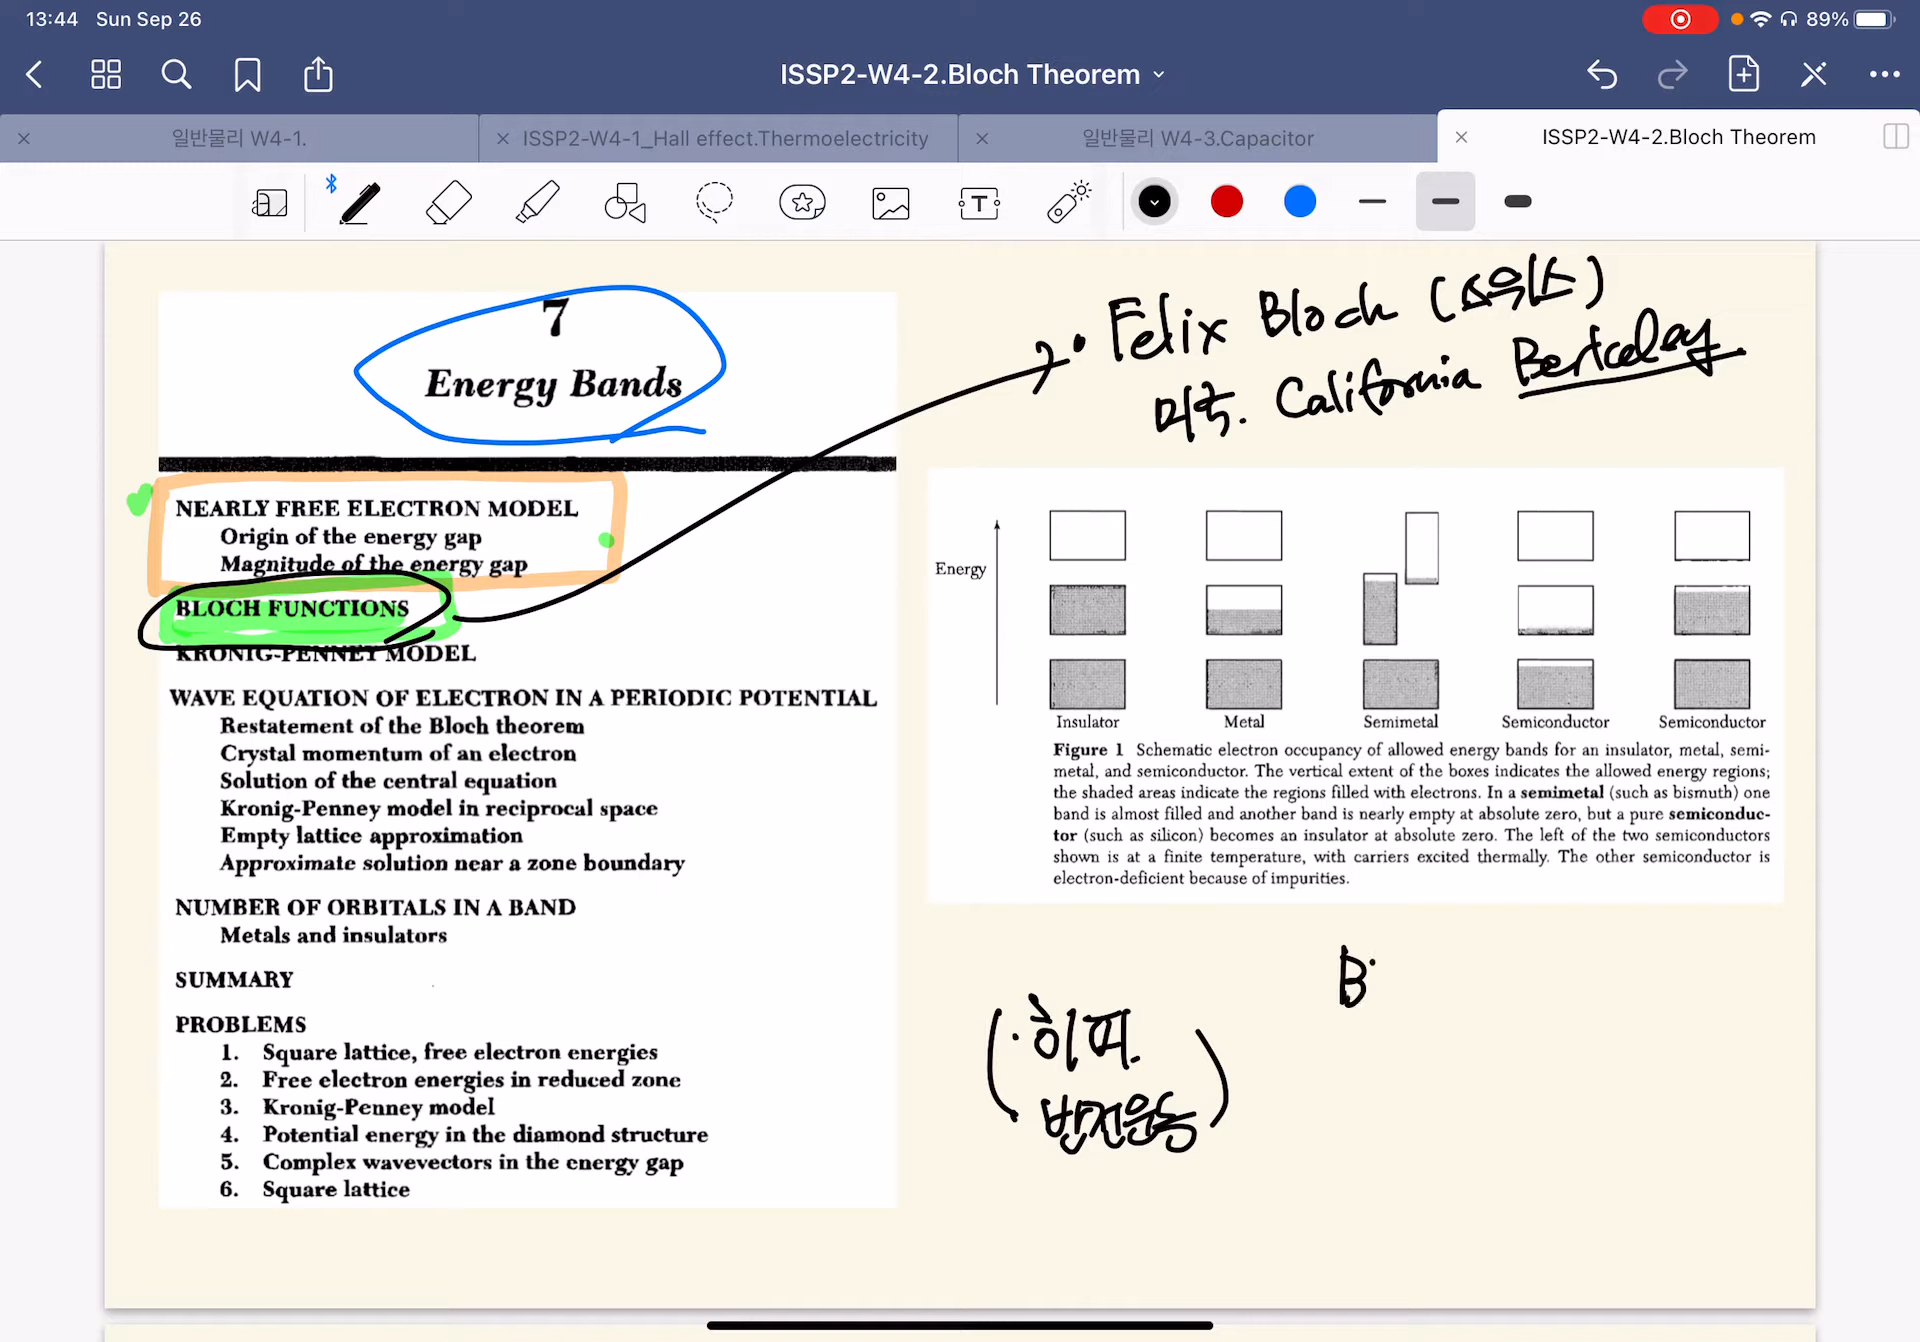 13:44 Sun Sep 26
89%
ISSP2-W4-2.Bloch Theorem
일반물리 W4-1.
ISSP2-W4-1_Hall effect.Thermoelectricity
일반물리 W4-3.Capacitor
ISSP2-W4-2.Bloch Theorem
7
Energy Bands
NEARLY FREE ELECTRON MODEL
Origin of the energy gap
Magnitude of the energy gap
BLOCH FUNCTIONS
KRONIG-PENNEY MODEL
WAVE EQUATION OF ELECTRON IN A PERIODIC POTENTIAL
Restatement of the Bloch theorem
Crystal momentum of an electron
Solution of the central equation
Kronig-Penney model in reciprocal space
Empty lattice approximation
Approximate solution near a zone boundary
NUMBER OF ORBITALS IN A BAND
Metals and insulators
SUMMARY
PROBLEMS
1. Square lattice, free electron energies
2. Free electron energies in reduced zone
3. Kronig-Penney model
4. Potential energy in the diamond structure
5. Complex wavevectors in the energy gap
6. Square lattice
• Felix Bloch (스위스)
미국. California
Energy
Insulator Metal Semimetal Semiconductor Semiconductor
Figure 1 Schematic electron occupancy of allowed energy bands for an insulator, metal, semi-
metal, and semiconductor. The vertical extent of the boxes indicates the allowed energy regions;
the shaded areas indicate the regions filled with electrons. In a semimetal (such as bismuth) one
band is almost filled and another band is nearly empty at absolute zero, but a pure semiconduc-
tor (such as silicon) becomes an insulator at absolute zero. The left of the two semiconductors
shown is at a finite temperature, with carriers excited thermally. The other semiconductor is
electron-deficient because of impurities.
B
(· 히피.
반전운동)